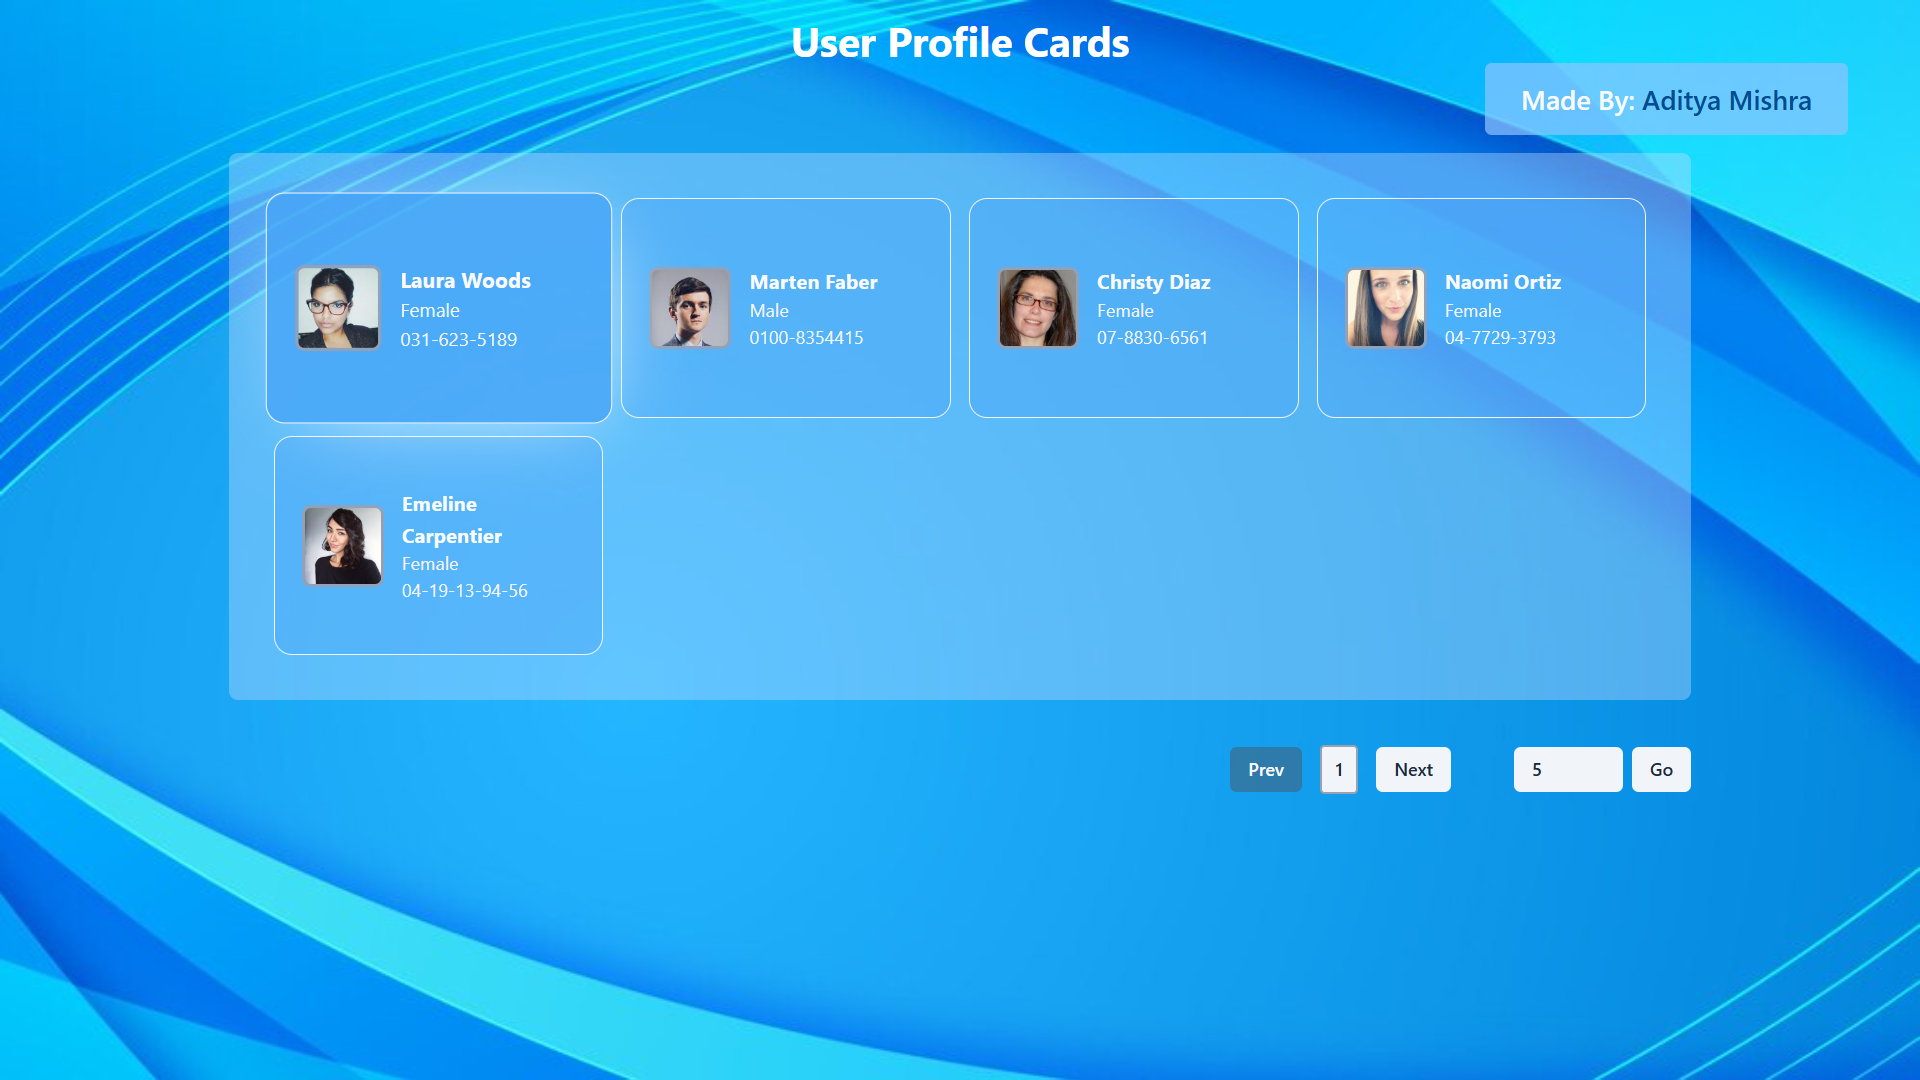 User Profile Cards
Made By: Aditya Mishra
Laura Woods
Female
031-623-5189
Marten Faber
Male
0100-8354415
Christy Diaz
Female
07-8830-6561
Naomi Ortiz
Female
04-7729-3793
Emeline
Carpentier
Female
04-19-13-94-56
Prev 1 Next 5 Go